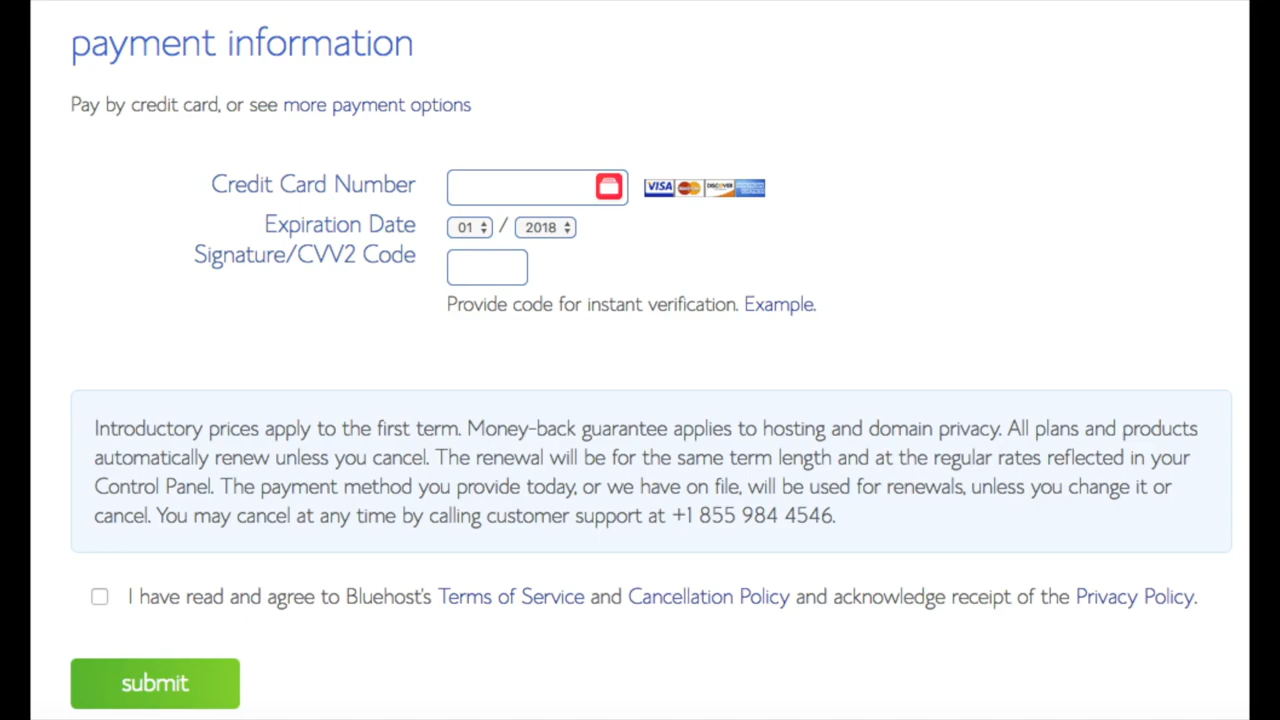 payment information
Pay by credit card, or see more payment options
Credit Card Number
VISA MasterCard DISCOVER AMERICAN EXPRESS
Expiration Date 01 / 2018
Signature/CVV2 Code
Provide code for instant verification. Example.
Introductory prices apply to the first term. Money-back guarantee applies to hosting and domain privacy. All plans and products
automatically renew unless you cancel. The renewal will be for the same term length and at the regular rates reflected in your
Control Panel. The payment method you provide today, or we have on file, will be used for renewals, unless you change it or
cancel. You may cancel at any time by calling customer support at +1 855 984 4546.
I have read and agree to Bluehost's Terms of Service and Cancellation Policy and acknowledge receipt of the Privacy Policy.
submit